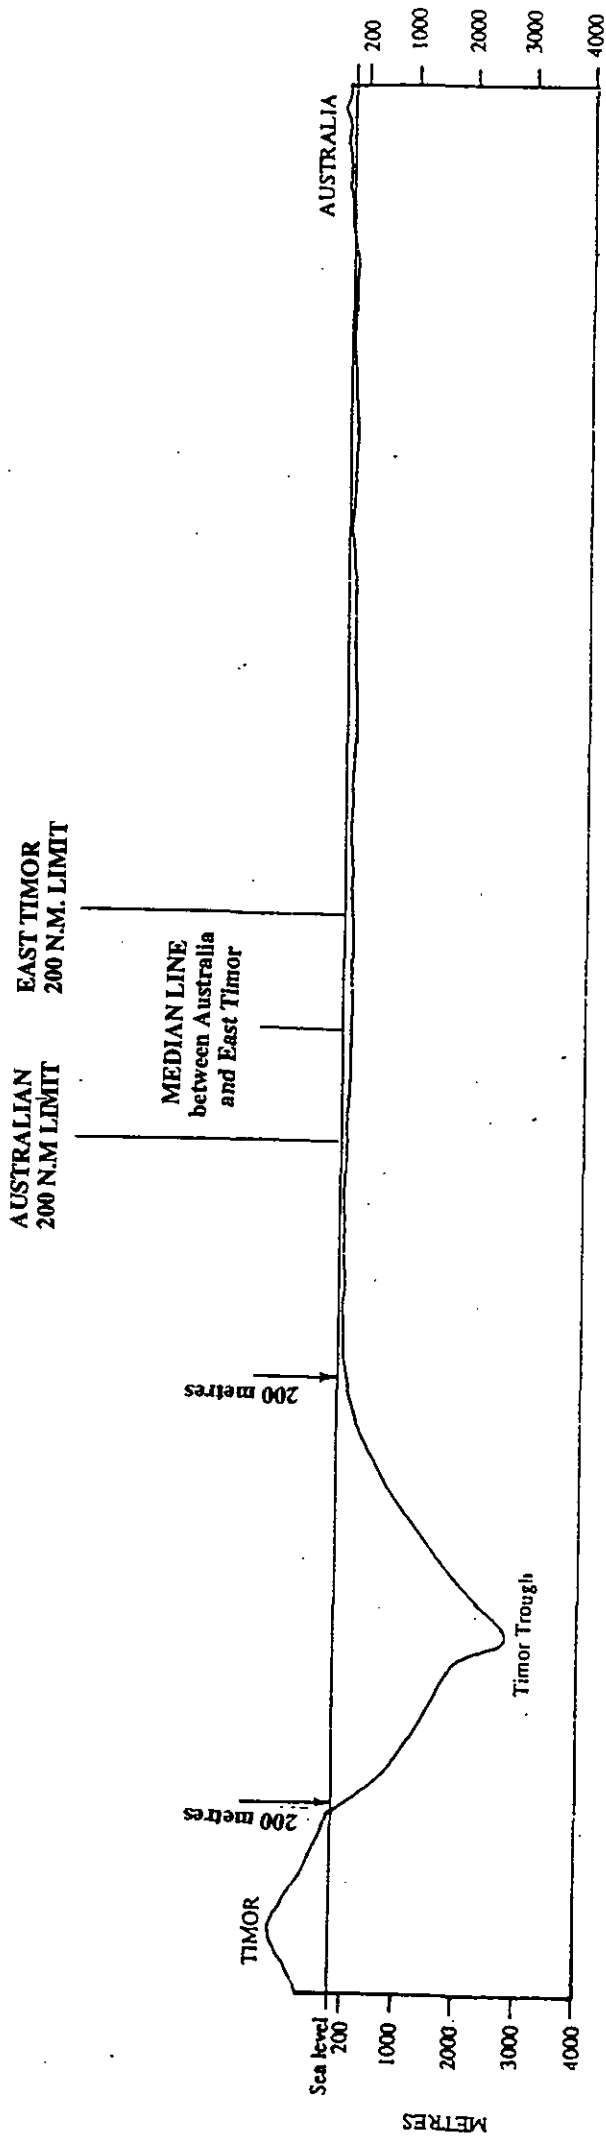 AUSTRALIAN
200 N.M LIMIT
EAST TIMOR
200 N.M. LIMIT
MEDIAN LINE
between Australia
and East Timor
TIMOR
200 metres
200 metres
AUSTRALIA
Timor Trough
METRES
Sea level
200
1000
2000
3000
4000
200
1000
2000
3000
4000